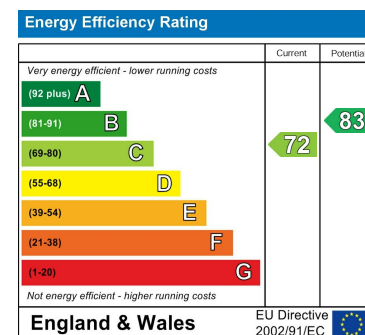 Energy Efficiency Rating
Current
Very energy efficient - lower running costs
(92 plus) A
(81-91) B
83
(69-80) C
72
(55-68) D
(39-54) E
(21-38) F
(1-20) G
Not energy efficient - higher running costs
England & Wales
EU Directive
2002/91/EC